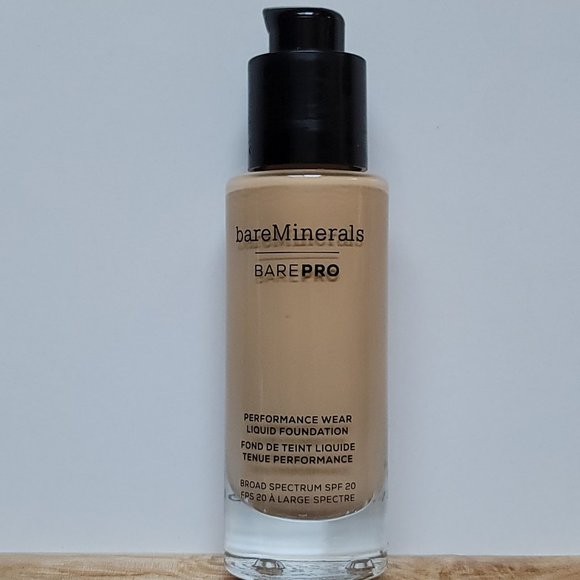 bareMinerals
BAREPRO
PERFORMANCE WEAR
LIQUID FOUNDATION
FOND DE TEINT LIQUIDE
TENUE PERFORMANCE
BROAD SPECTRUM SPF 20
FPS 20 À LARGE SPECTRE